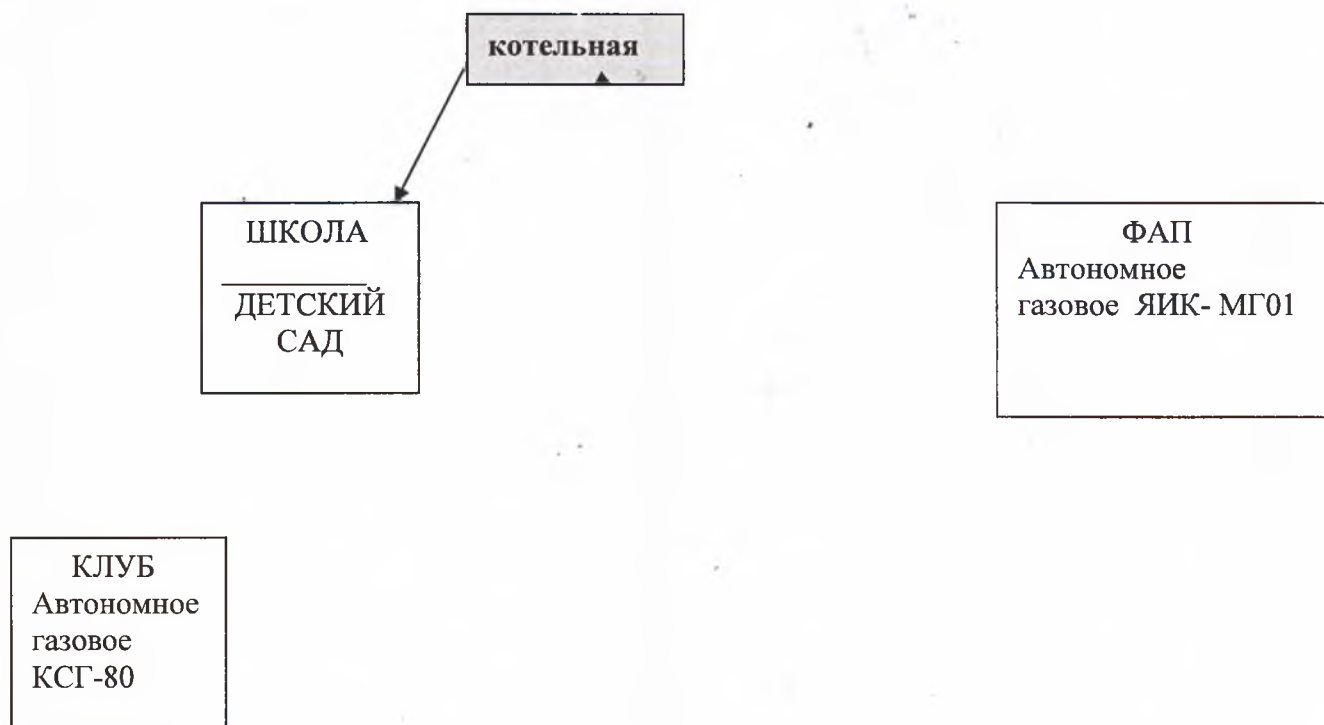 котельная
ШКОЛА
ДЕТСКИЙ
САД
ФАП
Автономное
газовое ЯИК- МГ01
КЛУБ
Автономное
газовое
КСГ-80